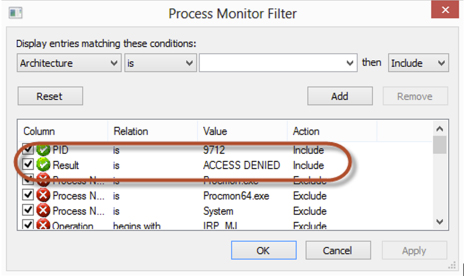 Process Monitor Filter
Display entries matching these conditions:
Architecture is then Include
Reset Add Remove
Column Relation Value Action
PID is 9712 Include
Result is ACCESS DENIED Include
Process N... is Procmon.exe Exclude
Process N... is Procmon64.exe Exclude
Process N... is System Exclude
Operation begins with IRP_MJ Exclude
OK Cancel Apply